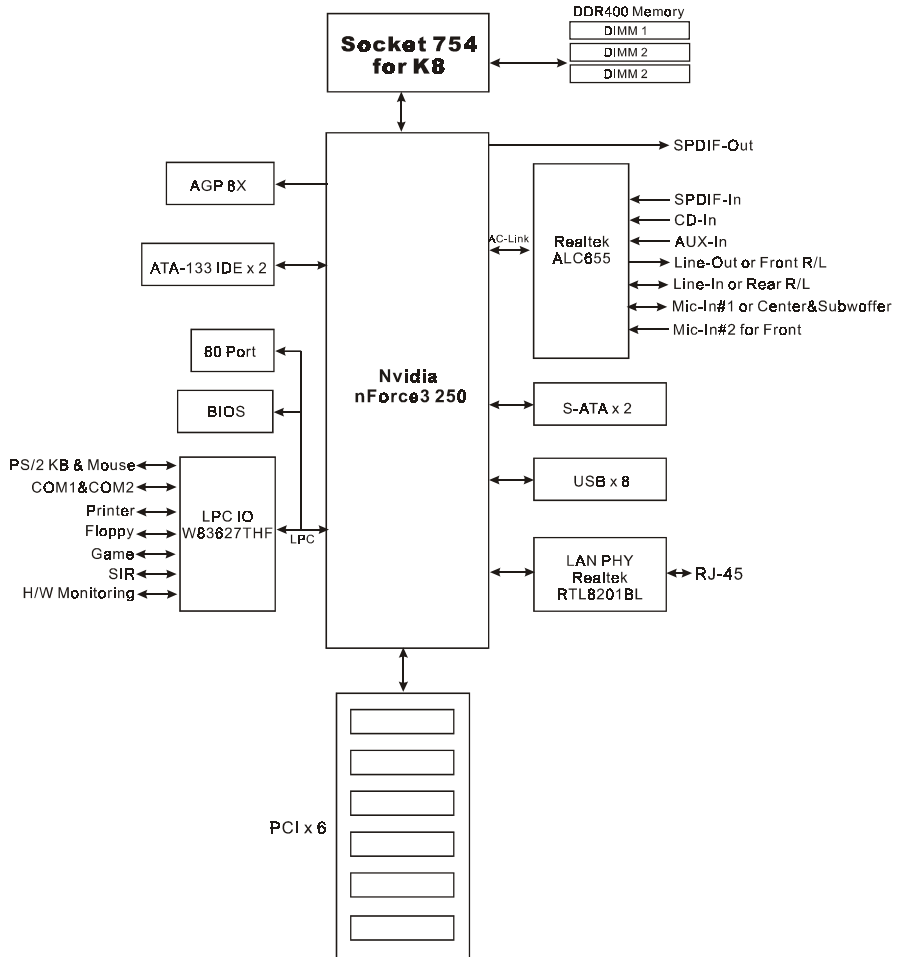 DDR400 Memory
DIMM 1
DIMM 2
DIMM 2
Socket 754
for K8
SPDIF-Out
AGP 8X
SPDIF-In
CD-In
AUX-In
Line-Out or Front R/L
Line-In or Rear R/L
Mic-In#1 or Center&Subwoffer
Mic-In#2 for Front
AC-Link
Realtek
ALC655
ATA-133 IDE x 2
80 Port
BIOS
Nvidia
nForce3 250
S-ATA x 2
USB x 8
PS/2 KB & Mouse
COM1&COM2
Printer
Floppy
Game
SIR
H/W Monitoring
LPC IO
W83627THF
LPC
LAN PHY
Realtek
RTL8201BL
RJ-45
PCI x 6